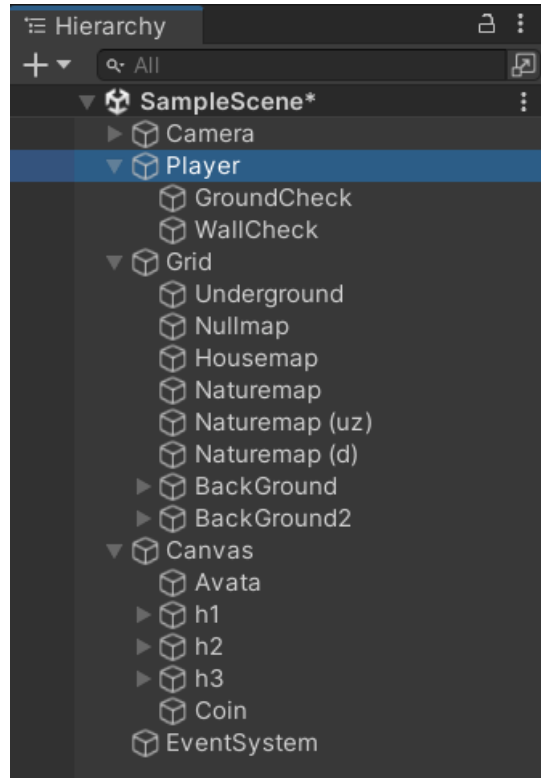 Hierarchy
All
SampleScene*
Camera
Player
GroundCheck
WallCheck
Grid
Underground
Nullmap
Housemap
Naturemap
Naturemap (uz)
Naturemap (d)
BackGround
BackGround2
Canvas
Avata
h1
h2
h3
Coin
EventSystem